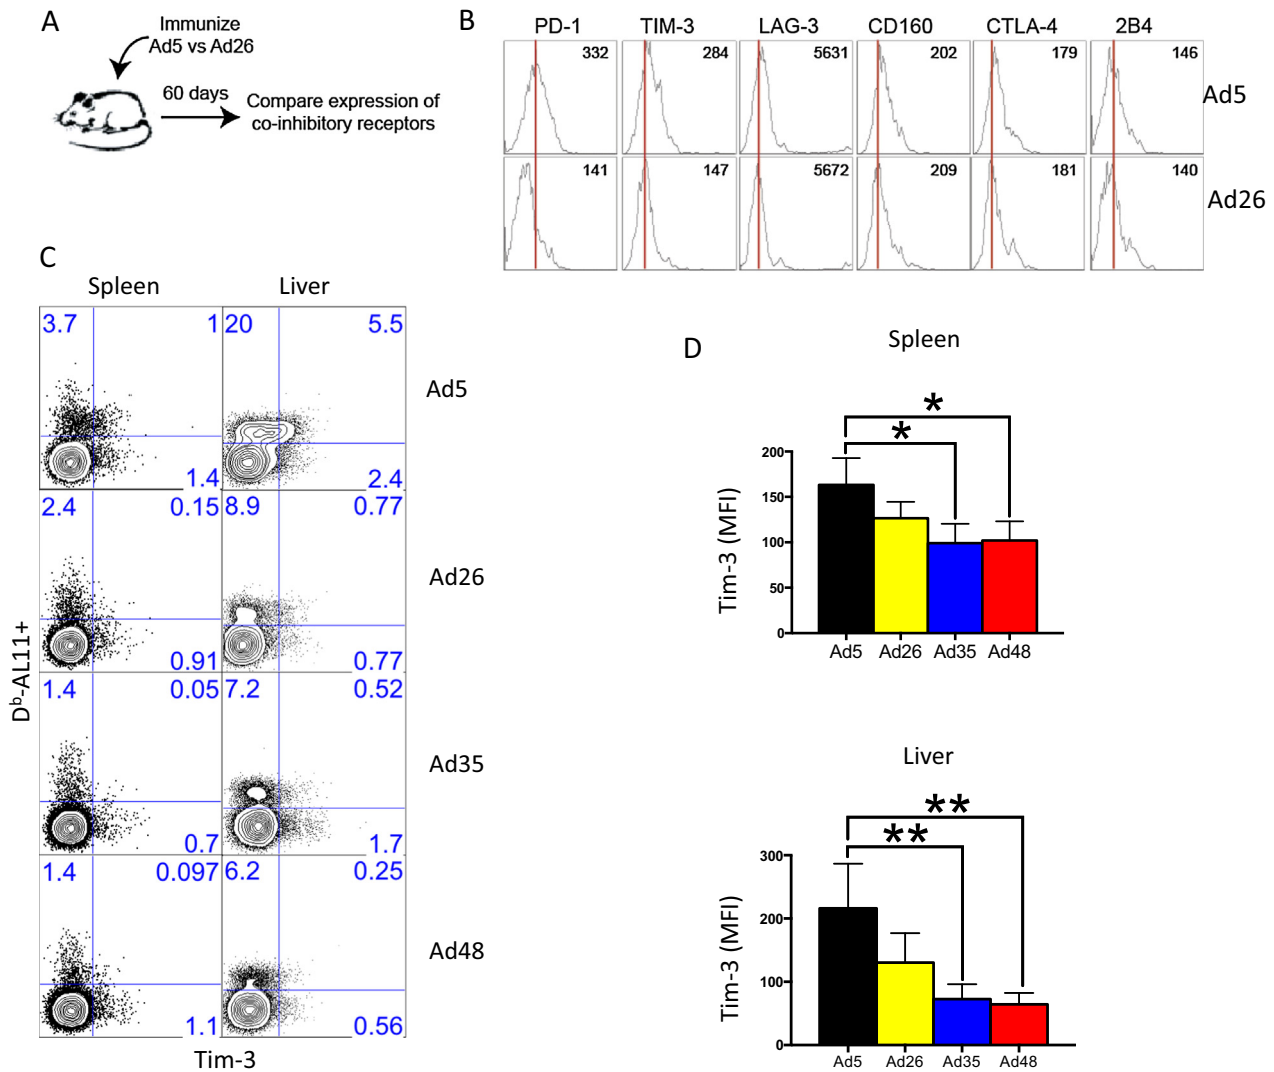 A
Immunize
Ad5 vs Ad26
60 days
Compare expression of
co-inhibitory receptors
B
PD-1 TIM-3 LAG-3 CD160 CTLA-4 2B4
332 284 5631 202 179 146
Ad5
141 147 5672 209 181 140
Ad26
C
Spleen Liver
3.7 1 20 5.5
Ad5
1.4 2.4
2.4 0.15 8.9 0.77
Ad26
0.91 0.77
1.4 0.05 7.2 0.52
Ad35
0.7 1.7
1.4 0.097 6.2 0.25
Ad48
1.1 0.56
Dᵇ-AL11+
Tim-3
D
Spleen
*
*
200
150
100
50
0
Tim-3 (MFI)
Ad5 Ad26 Ad35 Ad48
Liver
**
**
300
200
100
0
Tim-3 (MFI)
Ad5 Ad26 Ad35 Ad48